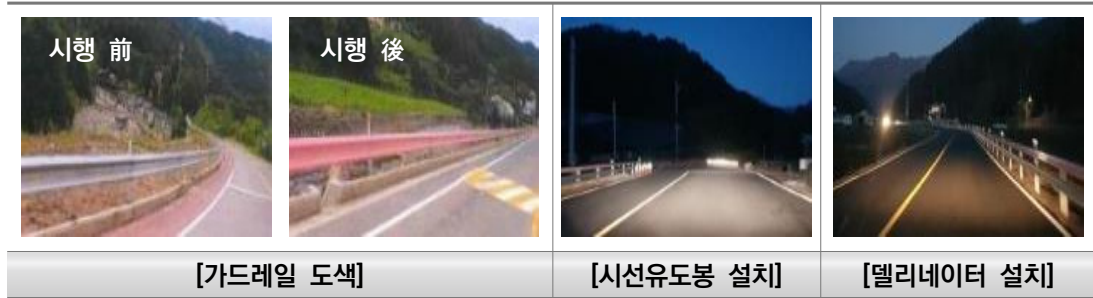 시행 前
시행 後
[가드레일 도색]
[시선유도봉 설치]
[델리네이터 설치]